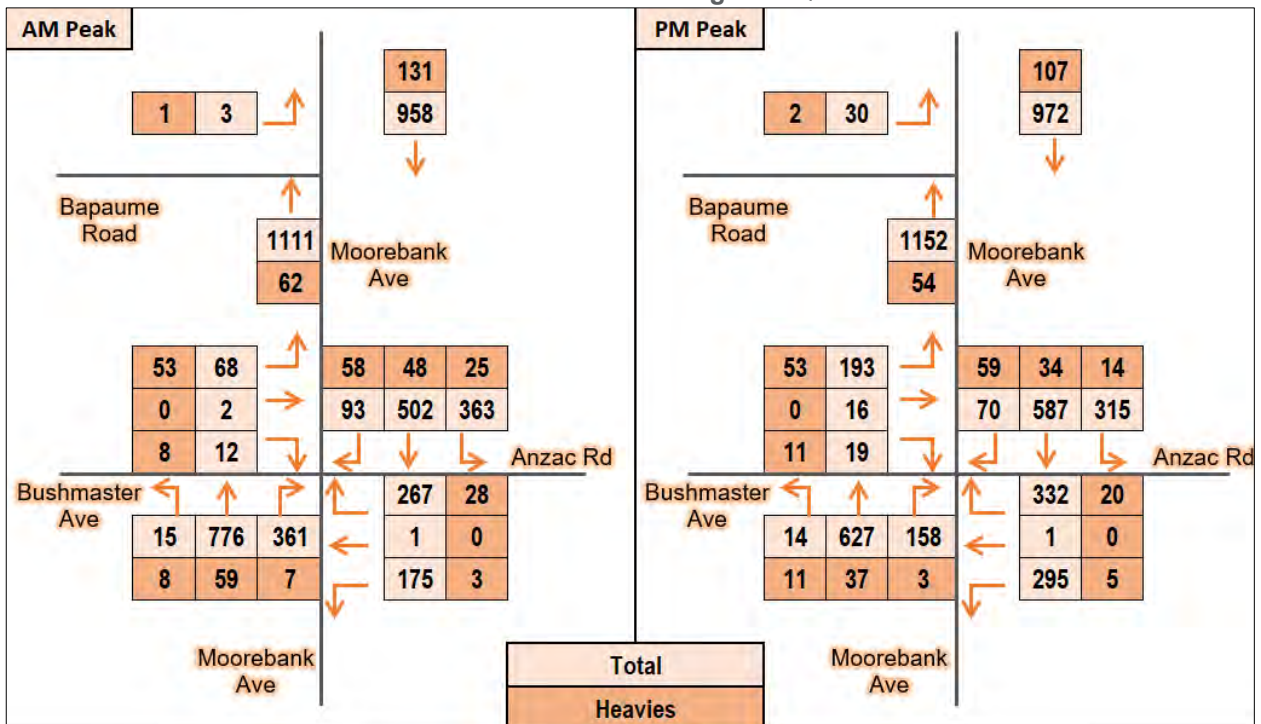 AM Peak
131
1 3 958
Bapaume
Road
1111
62
Moorebank
Ave
53 68 58 48 25
0 2 93 502 363
8 12
Anzac Rd
Bushmaster
Ave
267 28
15 776 361 1 0
8 59 7 175 3
Moorebank
Ave
PM Peak
107
2 30 972
Bapaume
Road
1152
54
Moorebank
Ave
53 193 59 34 14
0 16 70 587 315
11 19
Anzac Rd
Bushmaster
Ave
332 20
14 627 158 1 0
11 37 3 295 5
Moorebank
Ave
Total
Heavies